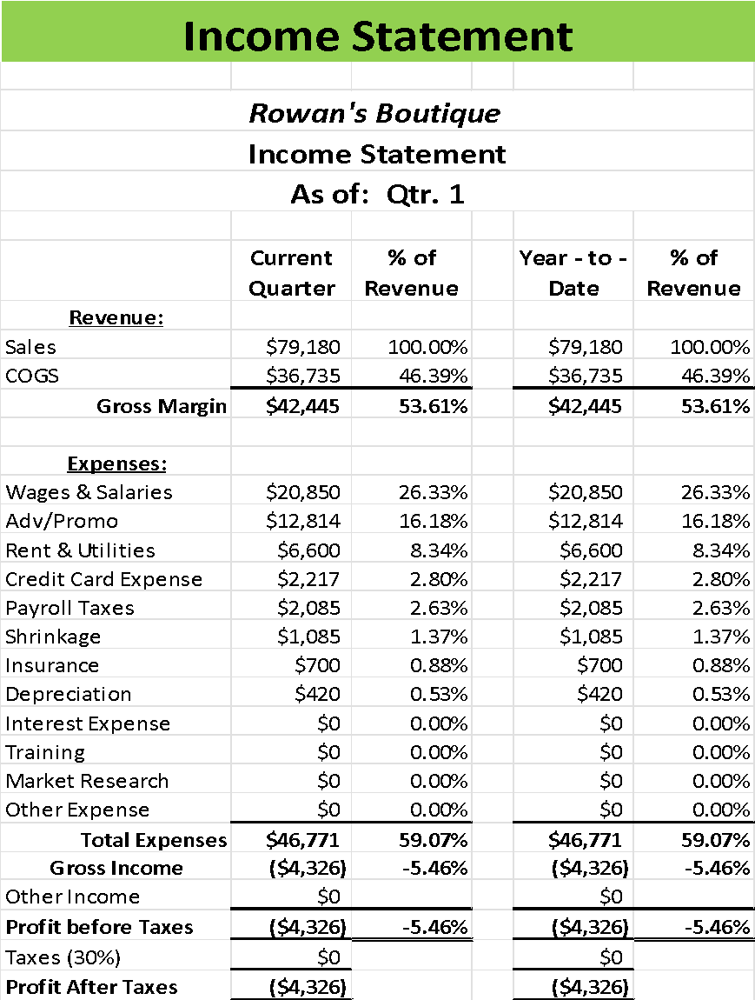 Income Statement
Rowan's Boutique
Income Statement
As of: Qtr. 1
Current Quarter % of Revenue Year - to - Date % of Revenue
Revenue:
Sales $79,180 100.00% $79,180 100.00%
COGS $36,735 46.39% $36,735 46.39%
Gross Margin $42,445 53.61% $42,445 53.61%
Expenses:
Wages & Salaries $20,850 26.33% $20,850 26.33%
Adv/Promo $12,814 16.18% $12,814 16.18%
Rent & Utilities $6,600 8.34% $6,600 8.34%
Credit Card Expense $2,217 2.80% $2,217 2.80%
Payroll Taxes $2,085 2.63% $2,085 2.63%
Shrinkage $1,085 1.37% $1,085 1.37%
Insurance $700 0.88% $700 0.88%
Depreciation $420 0.53% $420 0.53%
Interest Expense $0 0.00% $0 0.00%
Training $0 0.00% $0 0.00%
Market Research $0 0.00% $0 0.00%
Other Expense $0 0.00% $0 0.00%
Total Expenses $46,771 59.07% $46,771 59.07%
Gross Income ($4,326) -5.46% ($4,326) -5.46%
Other Income $0 $0
Profit before Taxes ($4,326) -5.46% ($4,326) -5.46%
Taxes (30%) $0 $0
Profit After Taxes ($4,326) ($4,326)